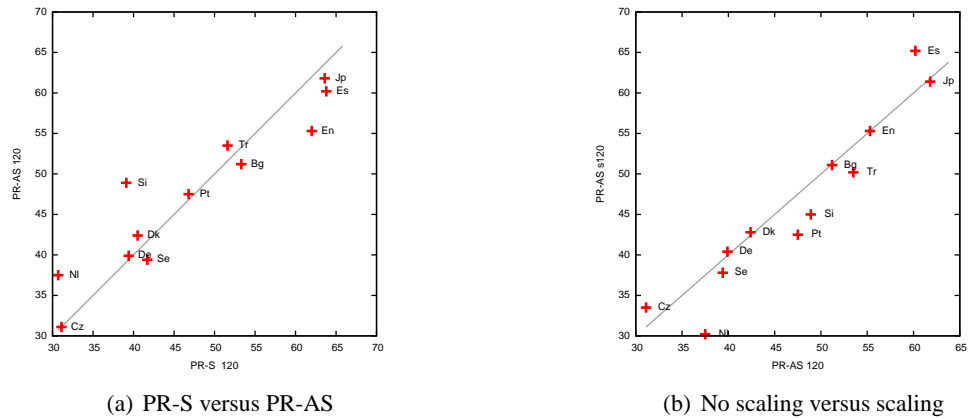 70
65
60
55
50
45
40
35
30
30 35 40 45 50 55 60 65 70
PR-AS 120
PR-S 120
Jp
Es
En
Tr
Bg
Si
Pt
Dk
De
Se
Nl
Cz
(a) PR-S versus PR-AS
70
65
60
55
50
45
40
35
30
30 35 40 45 50 55 60 65
PR-AS s120
PR-AS 120
Es
Jp
En
Bg
Tr
Si
Pt
Dk
De
Se
Cz
Nl
(b) No scaling versus scaling